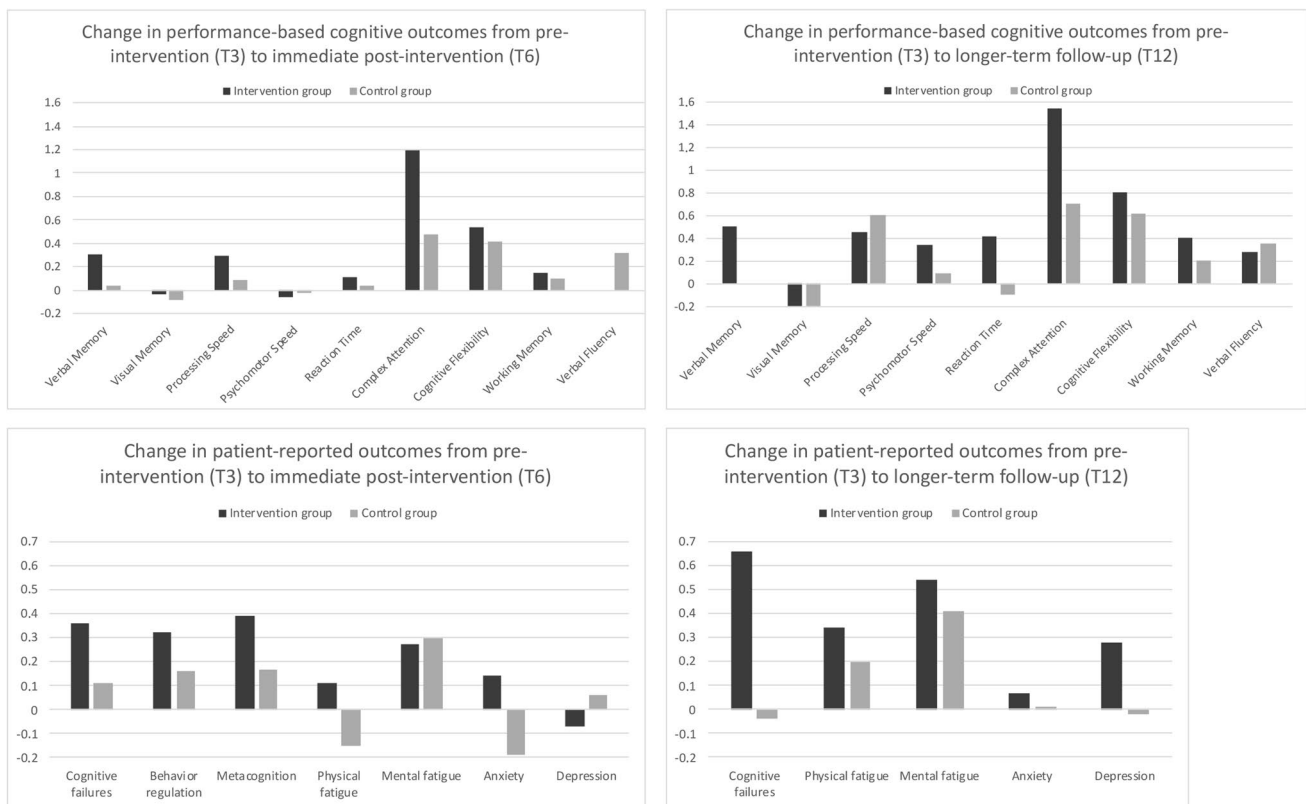 Change in performance-based cognitive outcomes from pre-
intervention (T3) to immediate post-intervention (T6)
Intervention group Control group
1.6
1.4
1.2
1
0.8
0.6
0.4
0.2
0
-0.2
Verbal Memory
Visual Memory
Processing Speed
Psychomotor Speed
Reaction Time
Complex Attention
Cognitive Flexibility
Working Memory
Verbal Fluency
Change in performance-based cognitive outcomes from pre-
intervention (T3) to longer-term follow-up (T12)
Intervention group Control group
1,6
1,4
1,2
1
0.8
0.6
0.4
0.2
0
-0.2
Verbal Memory
Visual Memory
Processing Speed
Psychomotor Speed
Reaction Time
Complex Attention
Cognitive Flexibility
Working Memory
Verbal Fluency
Change in patient-reported outcomes from pre-
intervention (T3) to immediate post-intervention (T6)
Intervention group Control group
0.7
0.6
0.5
0.4
0.3
0.2
0.1
0
-0.1
-0.2
Cognitive
failures
Behavior
regulation
Metacognition
Physical
fatigue
Mental fatigue
Anxiety
Depression
Change in patient-reported outcomes from pre-
intervention (T3) to longer-term follow-up (T12)
Intervention group Control group
0.7
0.6
0.5
0.4
0.3
0.2
0.1
0
-0.1
-0.2
Cognitive
failures
Physical fatigue
Mental fatigue
Anxiety
Depression